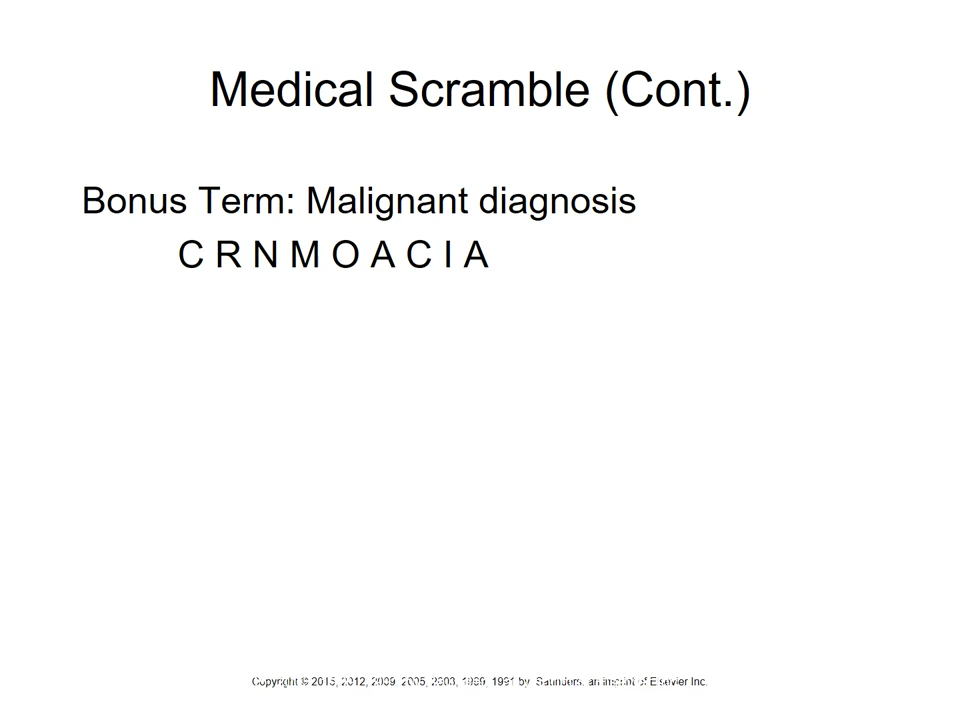 Medical Scramble (Cont.)
Bonus Term: Malignant diagnosis
C R N M O A C I A
Copyright © 2015, 2012, 2009, 2005, 2003, 1999, 1991 by Saunders, an imprint of Elsevier Inc.